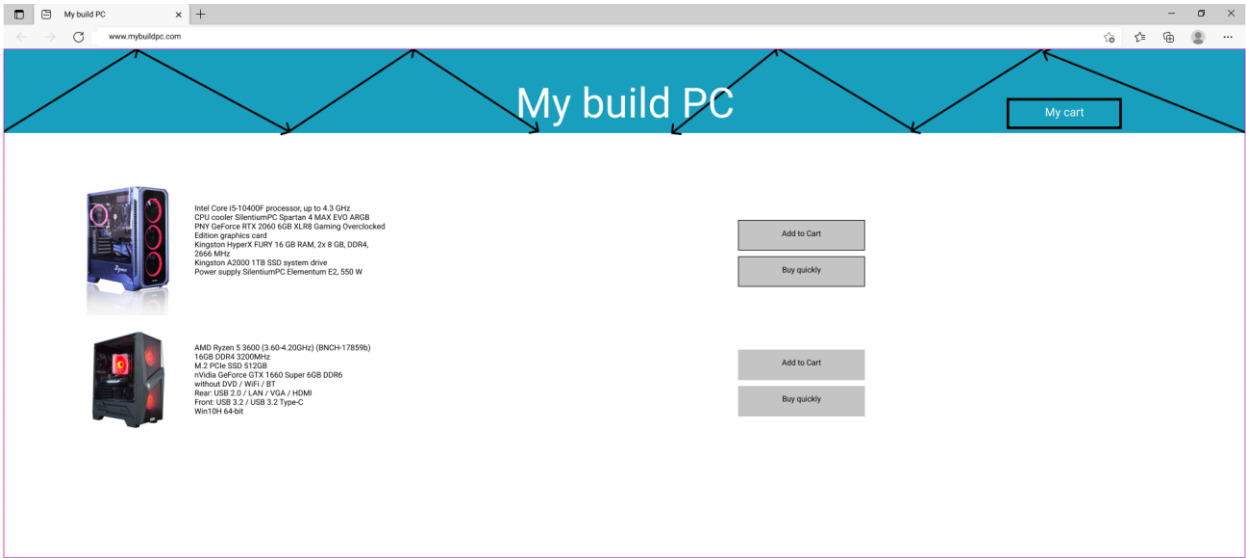 My build PC
www.mybuildpc.com
My build PC
My cart
Intel Core i5-10400F processor, up to 4.3 GHz
CPU cooler SilentiumPC Spartan 4 MAX EVO ARGB
PNY GeForce RTX 2060 6GB XLR8 Gaming Overclocked
Edition graphics card
Kingston HyperX FURY 16 GB RAM, 2x 8 GB, DDR4,
2666 MHz
Kingston A2000 1TB SSD system drive
Power supply SilentiumPC Elementum E2, 550 W
Add to Cart
Buy quickly
AMD Ryzen 5 3600 (3.60-4.20GHz) (BNCH-17859b)
16GB DDR4 3200MHz
M.2 PCIe SSD 512GB
nVidia GeForce GTX 1660 Super 6GB DDR6
without DVD / WiFi / BT
Rear: USB 2.0 / LAN / VGA / HDMI
Front: USB 3.2 / USB 3.2 Type-C
Win10H 64-bit
Add to Cart
Buy quickly